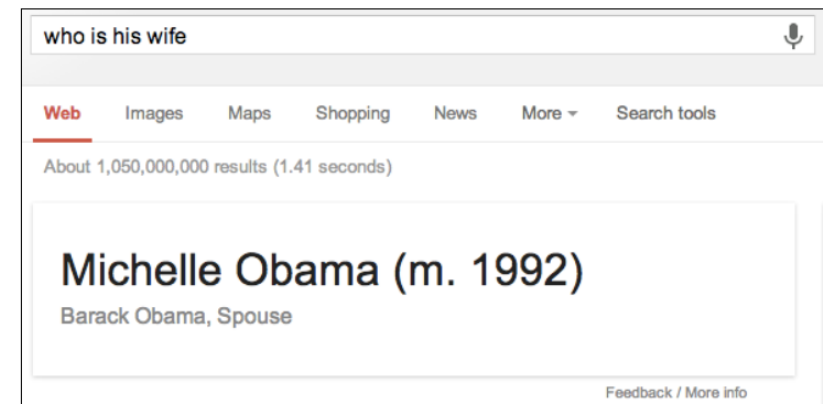 who is his wife
Web Images Maps Shopping News More Search tools
About 1,050,000,000 results (1.41 seconds)
Michelle Obama (m. 1992)
Barack Obama, Spouse
Feedback / More info